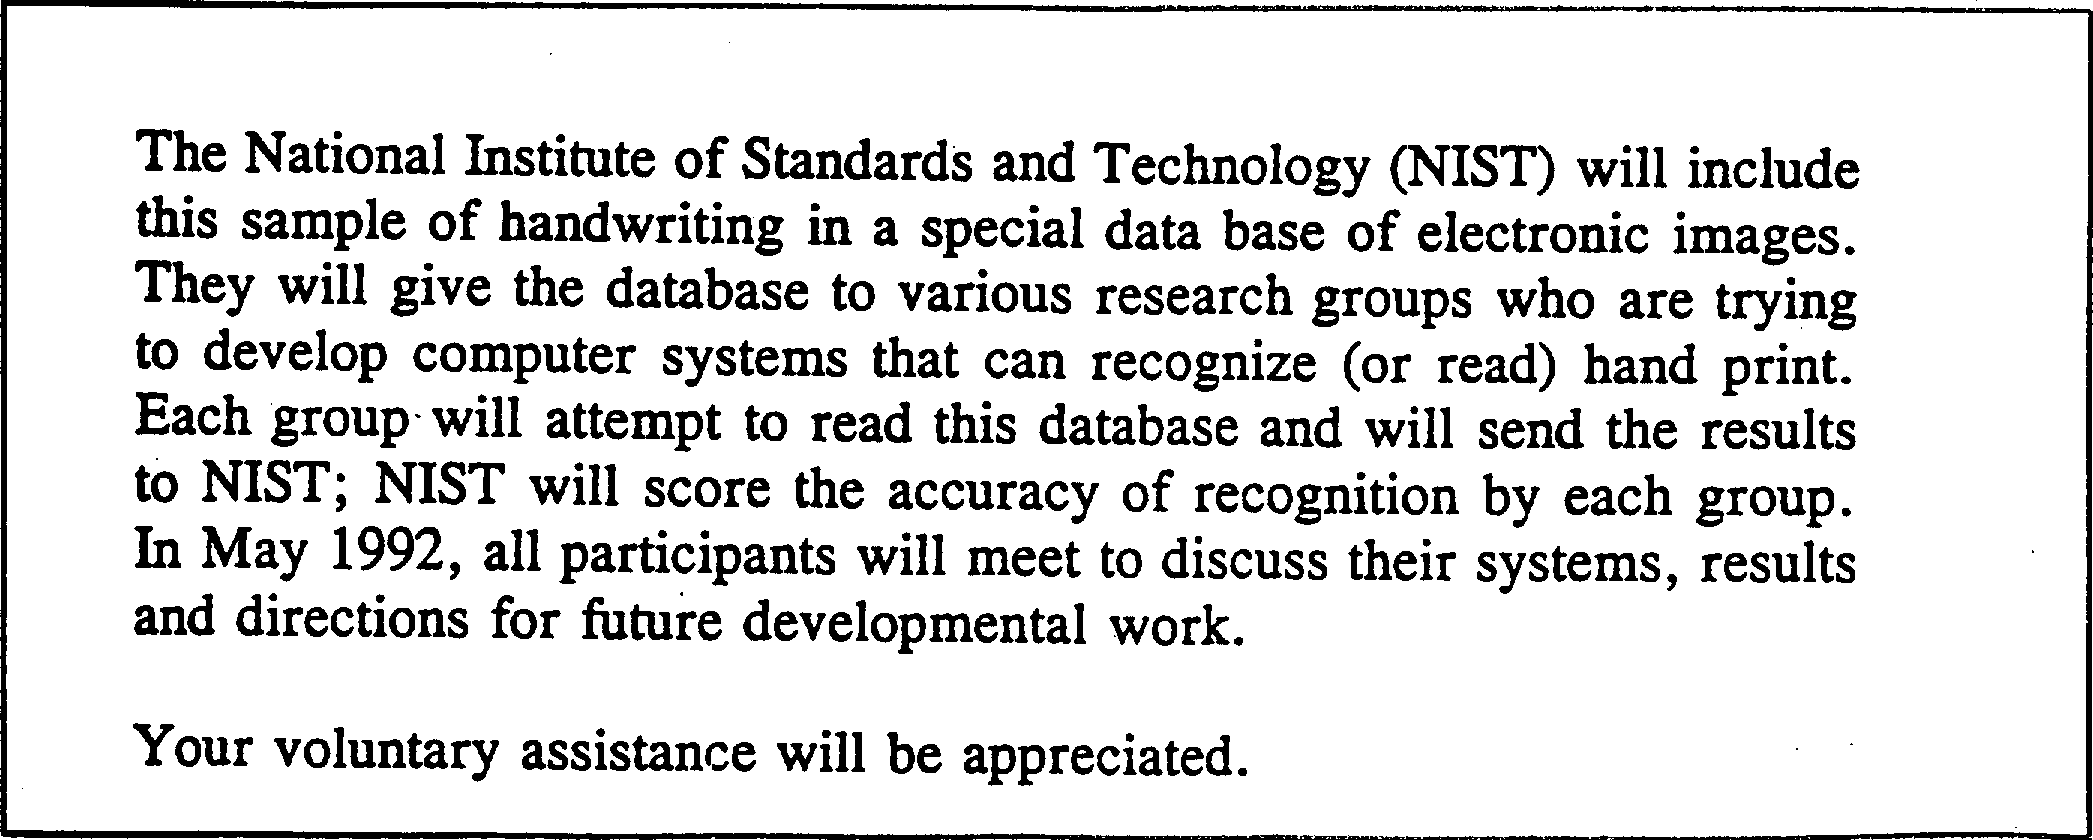 The National Institute of Standards and Technology (NIST) will include
this sample of handwriting in a special data base of electronic images.
They will give the database to various research groups who are trying
to develop computer systems that can recognize (or read) hand print.
Each group will attempt to read this database and will send the results
to NIST; NIST will score the accuracy of recognition by each group.
In May 1992, all participants will meet to discuss their systems, results
and directions for future developmental work.
Your voluntary assistance will be appreciated.